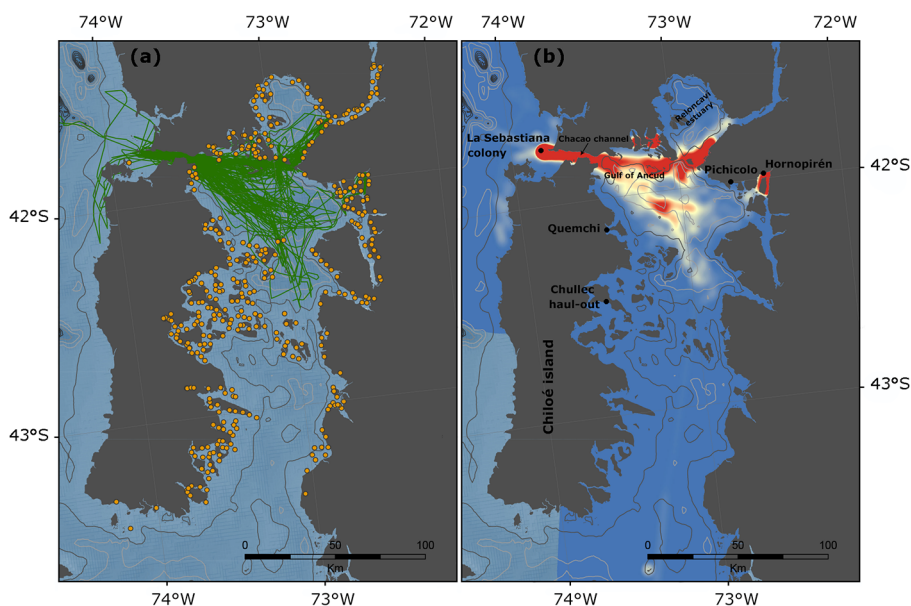 74°W 73°W 72°W 74°W 73°W 72°W
(a) (b)
Reloncaví
estuary
La Sebastiana
colony
Chacao channel
42°S
Gulf of Ancud
Pichicolo
Hornopirén
42°S
Quemchi
Chullec
haul-out
Chiloé island
43°S
43°S
0 50 100
Km
0 50 100
Km
74°W 73°W 74°W 73°W